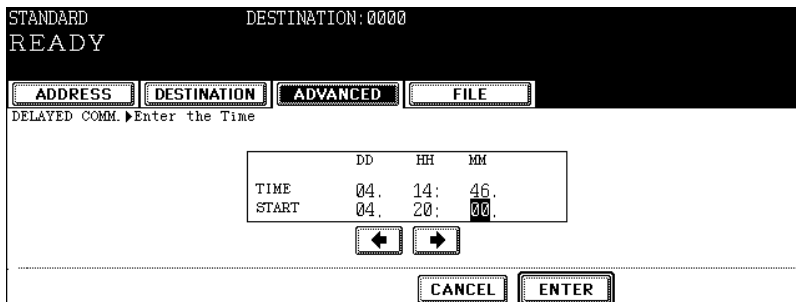 STANDARD DESTINATION:0000
READY
ADDRESS DESTINATION ADVANCED FILE
DELAYED COMM.▶Enter the Time
DD HH MM
TIME 04. 14: 46.
START 04. 20: 00.
CANCEL ENTER